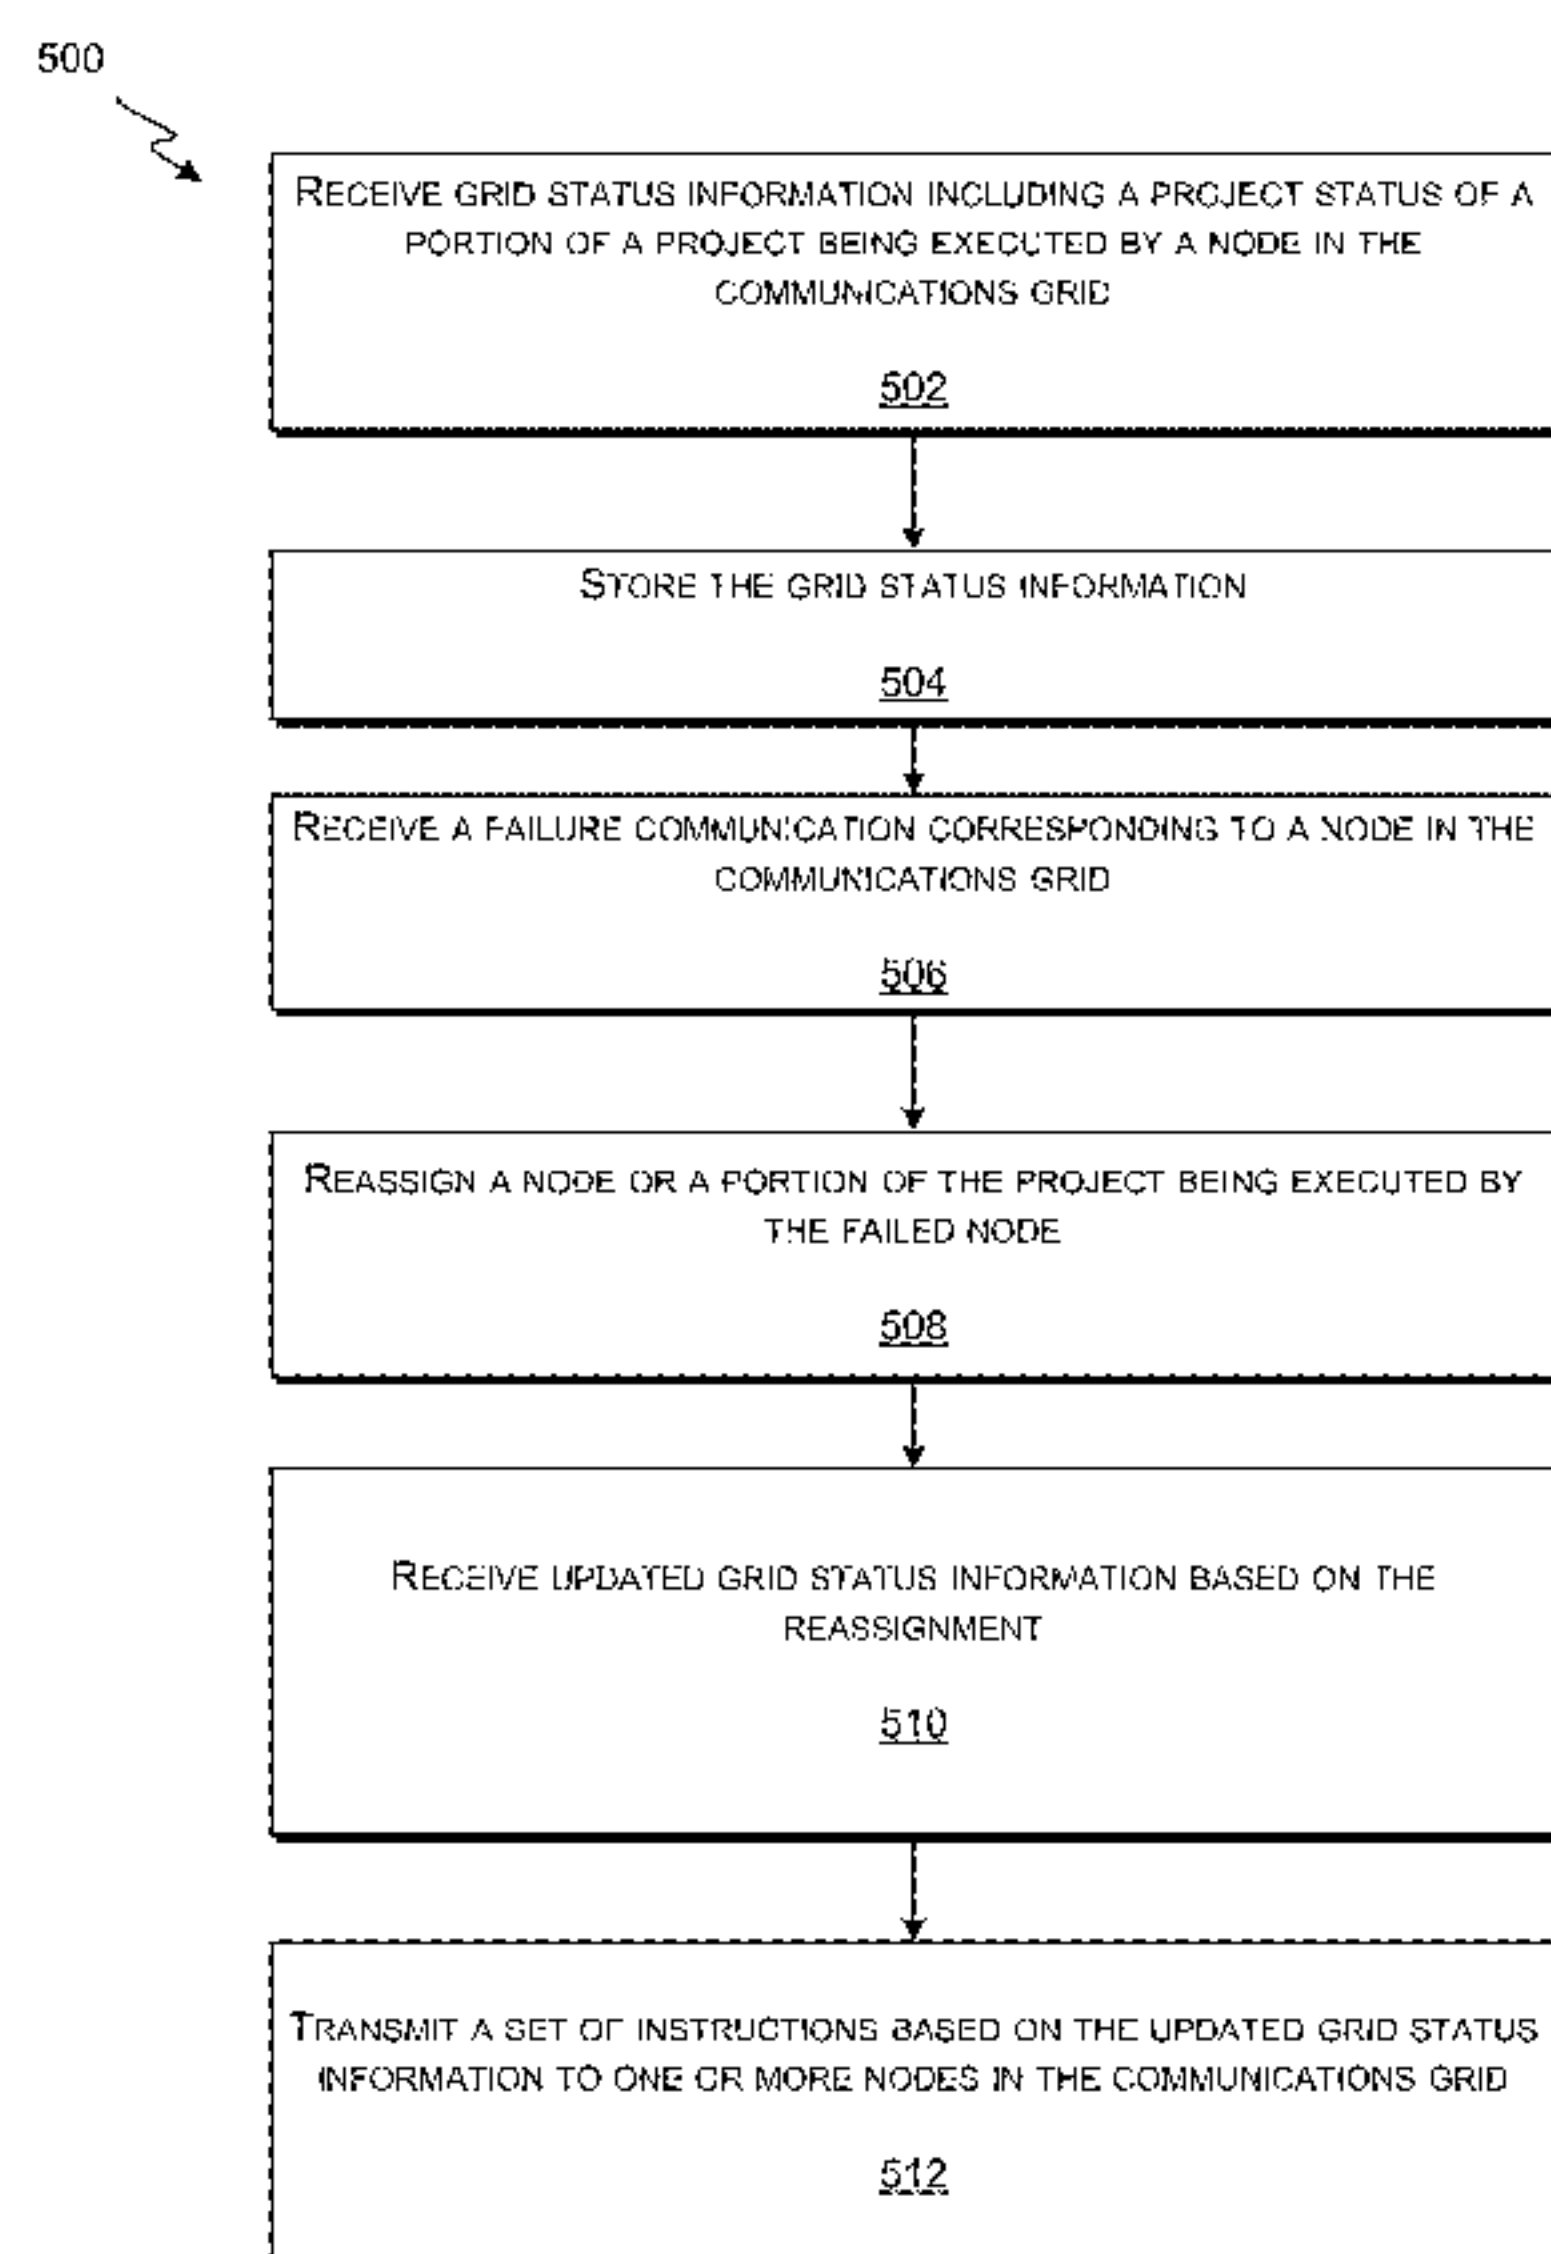 500
RECEIVE GRID STATUS INFORMATION INCLUDING A PROJECT STATUS OF A
PORTION OF A PROJECT BEING EXECUTED BY A NODE IN THE
COMMUNICATIONS GRID
502
STORE THE GRID STATUS INFORMATION
504
RECEIVE A FAILURE COMMUNICATION CORRESPONDING TO A NODE IN THE
COMMUNICATIONS GRID
506
REASSIGN A NODE OR A PORTION OF THE PROJECT BEING EXECUTED BY
THE FAILED NODE
508
RECEIVE UPDATED GRID STATUS INFORMATION BASED ON THE
REASSIGNMENT
510
TRANSMIT A SET OF INSTRUCTIONS BASED ON THE UPDATED GRID STATUS
INFORMATION TO ONE OR MORE NODES IN THE COMMUNICATIONS GRID
512